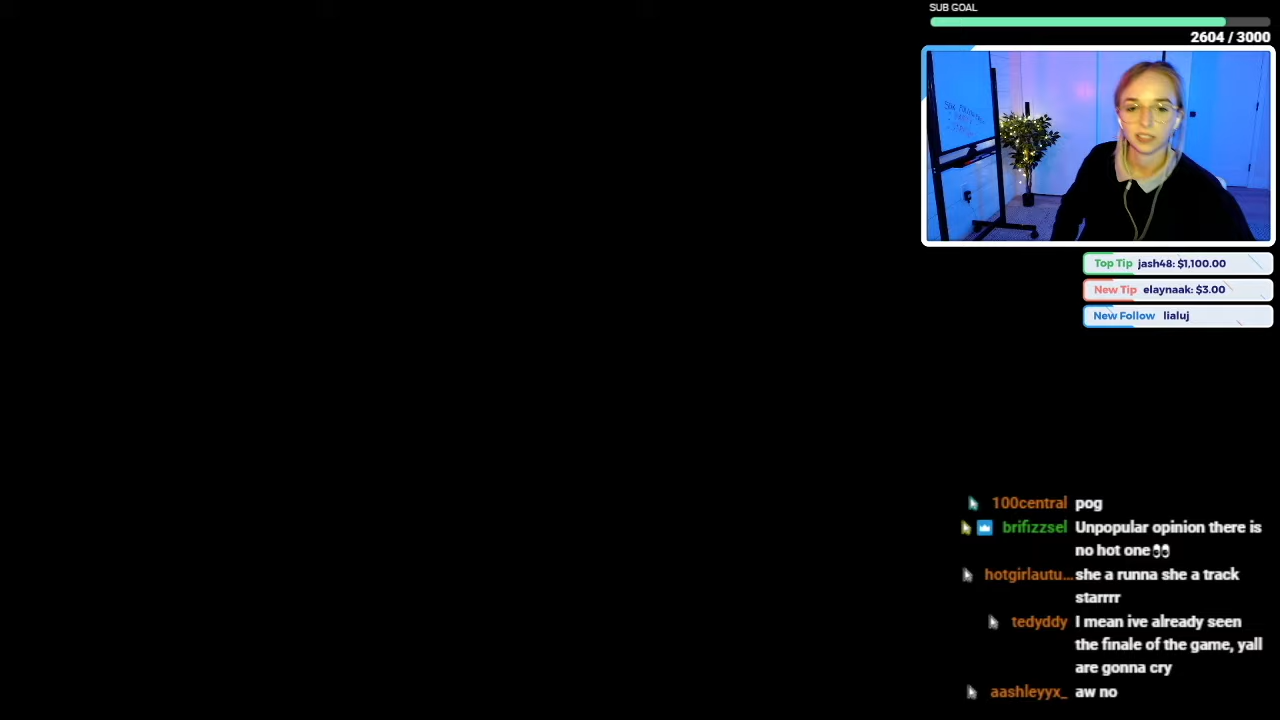 SUB GOAL
2604 / 3000
Top Tip jash48: $1,100.00
New Tip elaynaak: $3.00
New Follow lialuj
100central pog
brifizzsel Unpopular opinion there is
no hot one👀
hotgirlautu... she a runna she a track
starrrr
tedyddy I mean ive already seen
the finale of the game, yall
are gonna cry
aashleyyx_ aw no